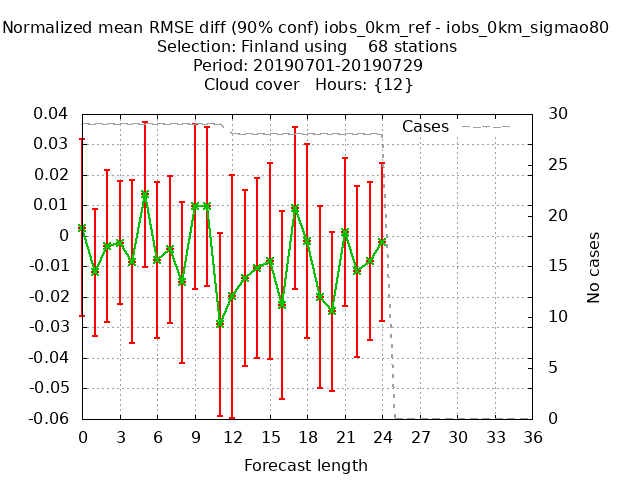 Normalized mean RMSE diff (90% conf) iobs_0km_ref - iobs_0km_sigmao80
Selection: Finland using    68 stations
Period: 20190701-20190729
Cloud cover   Hours: {12}
0.04
0.03
0.02
0.01
0
-0.01
-0.02
-0.03
-0.04
-0.05
-0.06
Cases
30
25
20
15
10
5
0
No cases
0 3 6 9 12 15 18 21 24 27 30 33 36
Forecast length